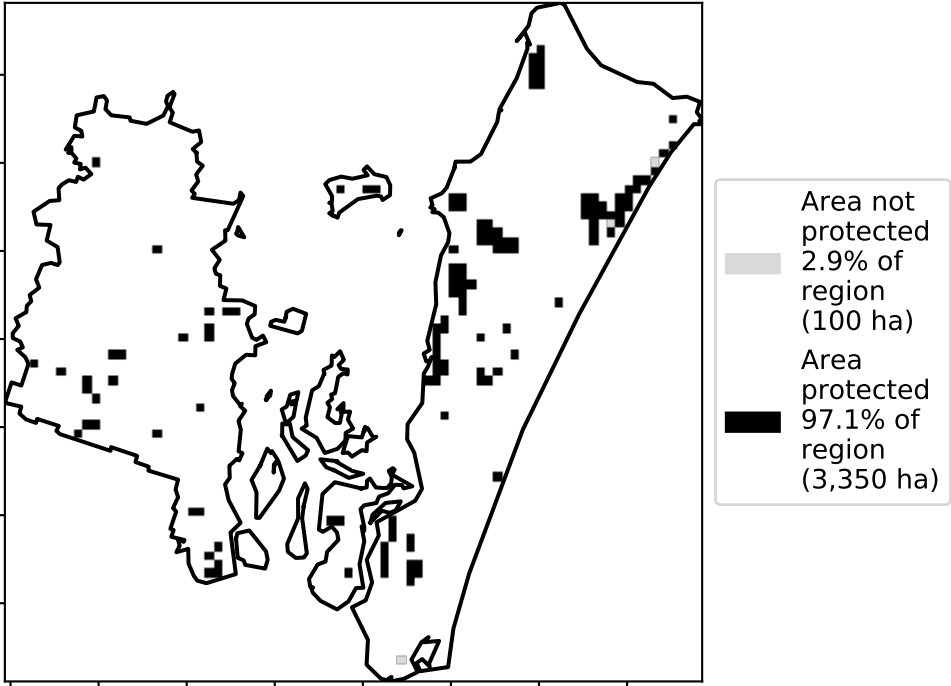 Area not
protected
2.9% of
region
(100 ha)
Area
protected
97.1% of
region
(3,350 ha)